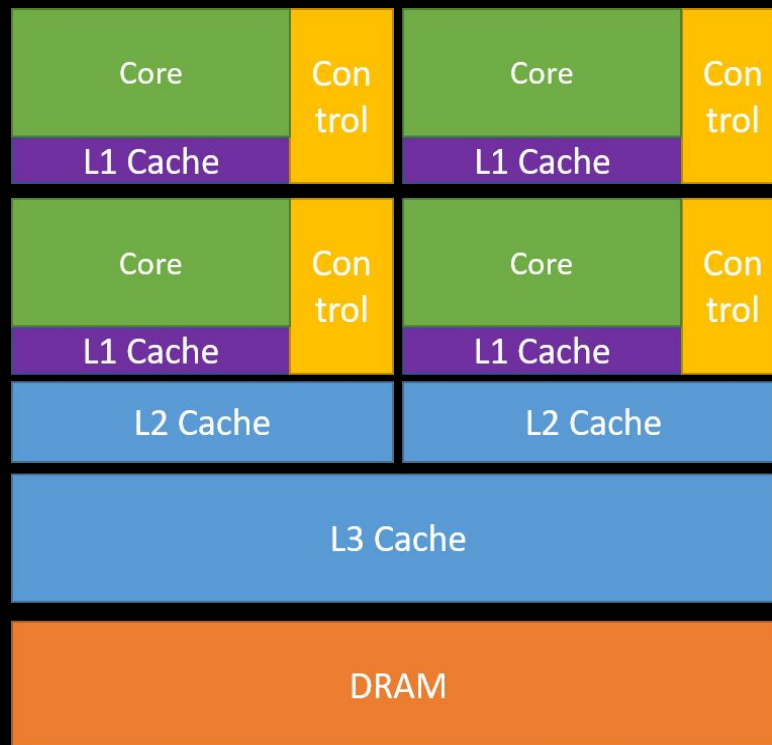 Core
Con
trol
L1 Cache
Core
Con
trol
L1 Cache
Core
Con
trol
L1 Cache
Core
Con
trol
L1 Cache
L2 Cache
L2 Cache
L3 Cache
DRAM